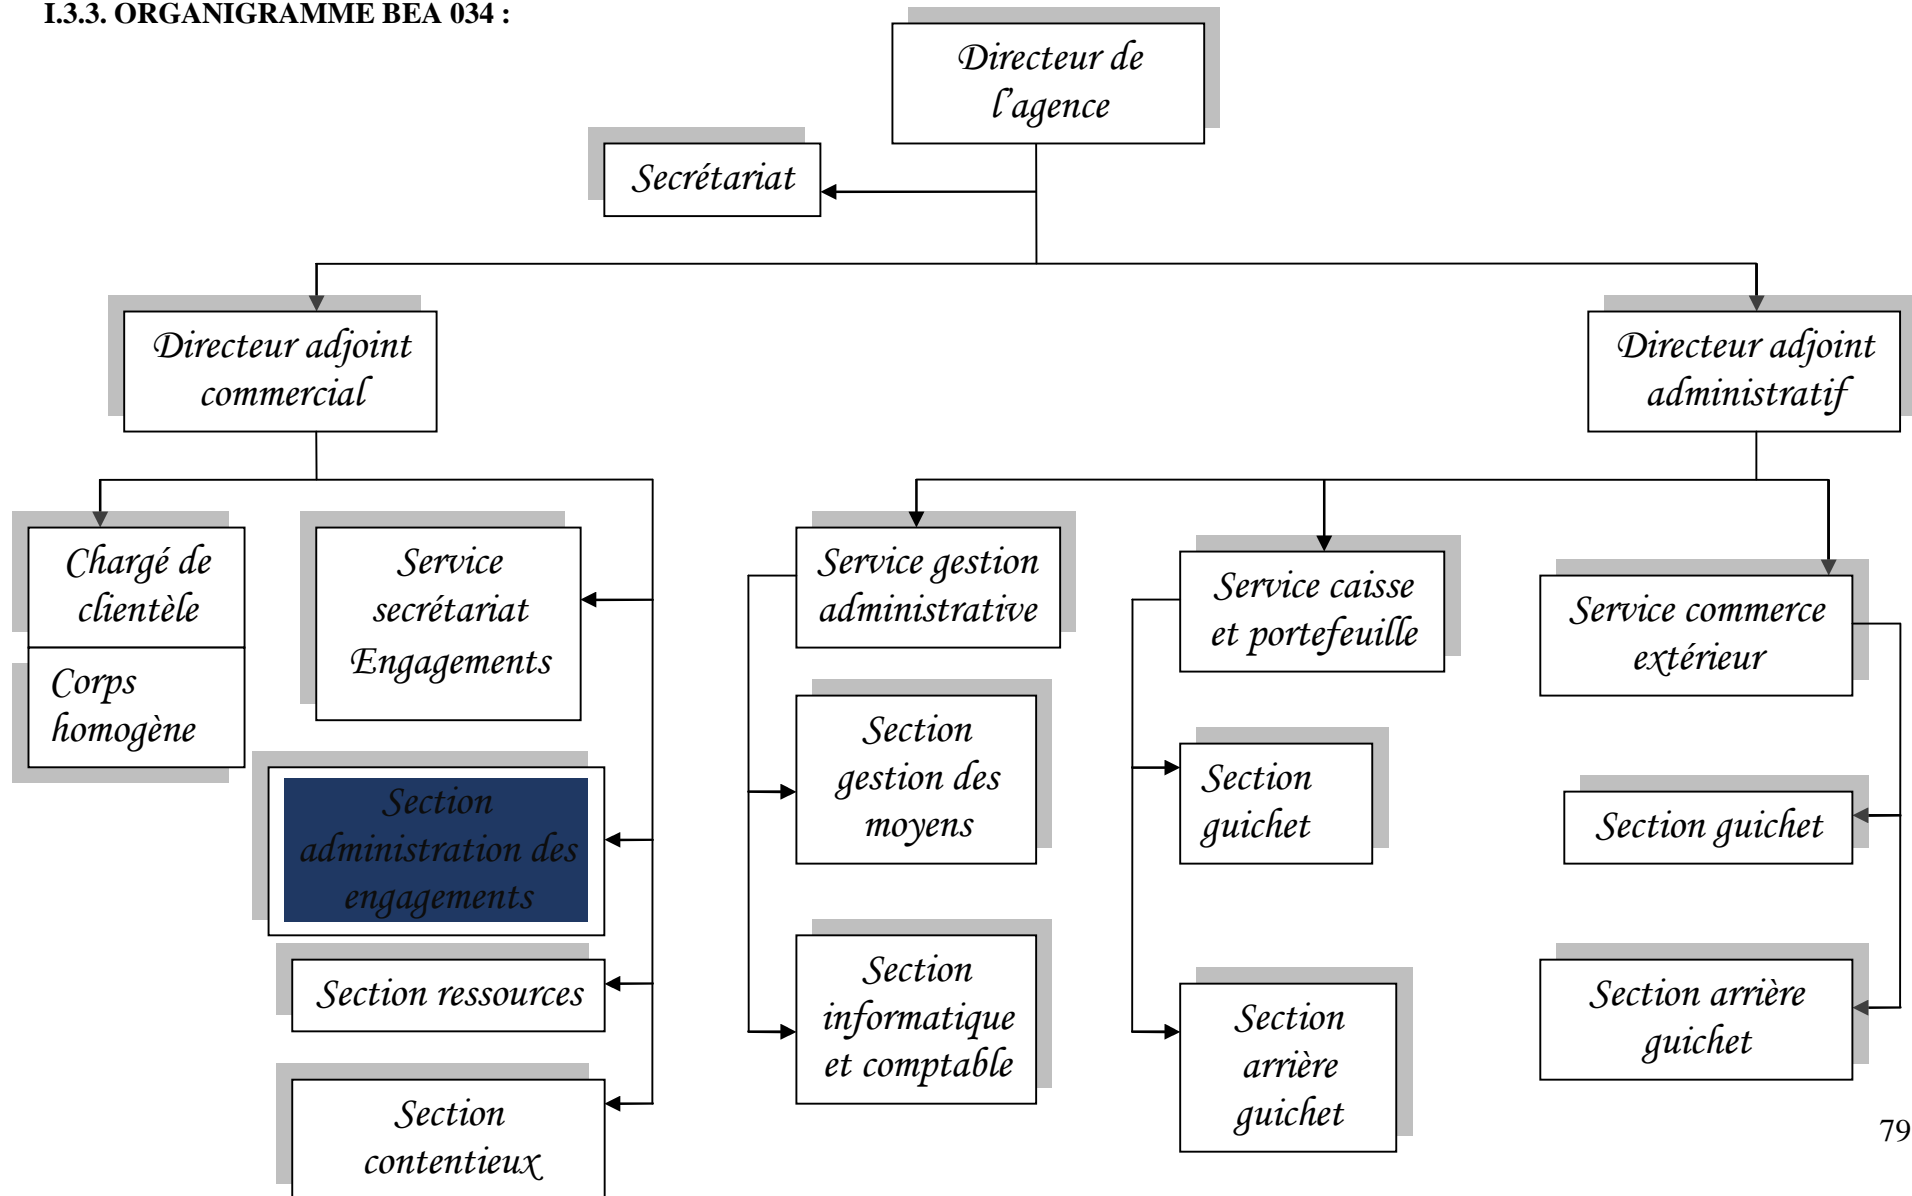 I.3.3. ORGANIGRAMME BEA 034 :
Directeur de
l’agence
Secrétariat
Directeur adjoint
commercial
Directeur adjoint
administratif
Chargé de
clientèle
Corps
homogène
Service
secrétariat
Engagements
Section
administration des
engagements
Section ressources
Section
contentieux
Service gestion
administrative
Section
gestion des
moyens
Section
informatique
et comptable
Service caisse
et portefeuille
Section
guichet
Section
arrière
guichet
Service commerce
extérieur
Section guichet
Section arrière
guichet
79